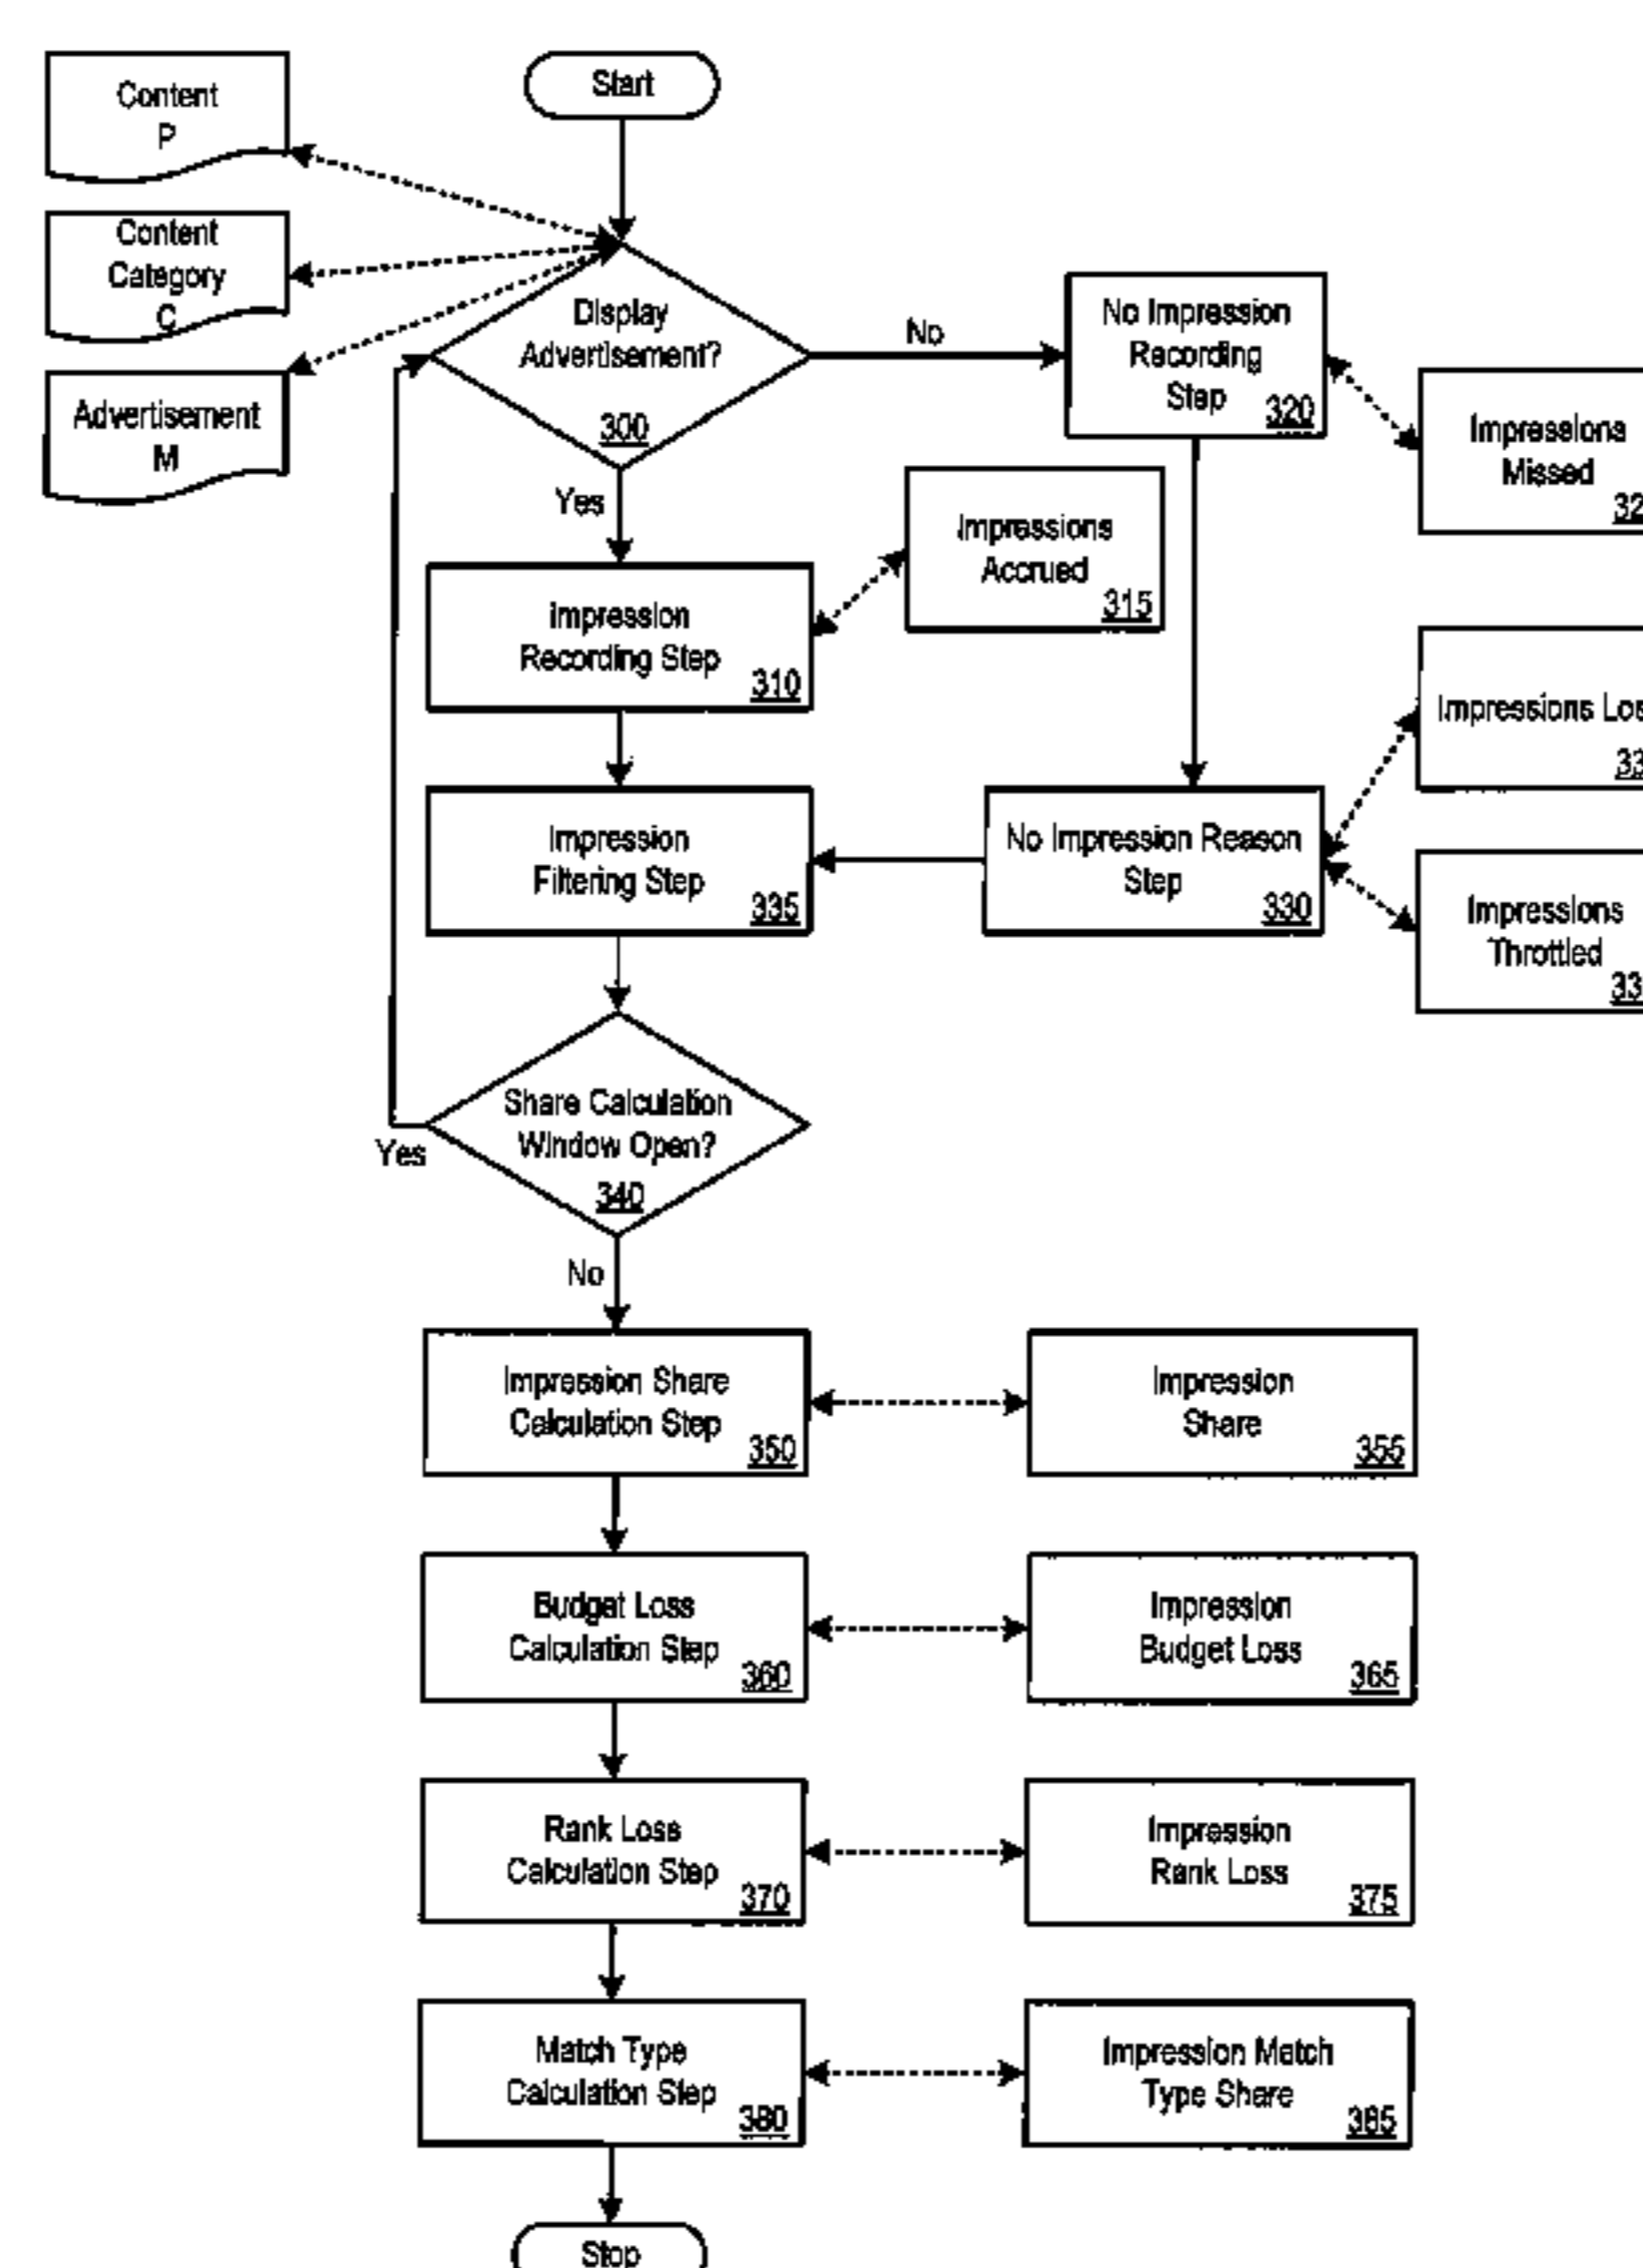 Start
Content
P
Content
Category
C
Advertisement
M
Display
Advertisement?
300
No
Yes
No Impression
Recording
Step
320
Impressions
Missed
Impressions
Accrued
315
Impression
Recording Step
310
Impressions
Impression
Filtering Step
335
No Impression Reason
Step
330
Impressions
Throttled
Share Calculation
Window Open?
340
Yes
No
Impression Share
Calculation Step
350
Impression
Share
355
Budget Loss
Calculation Step
360
Impression
Budget Loss
365
Rank Loss
Calculation Step
370
Impression
Rank Loss
375
Match Type
Calculation Step
380
Impression Match
Type Share
385
Stop